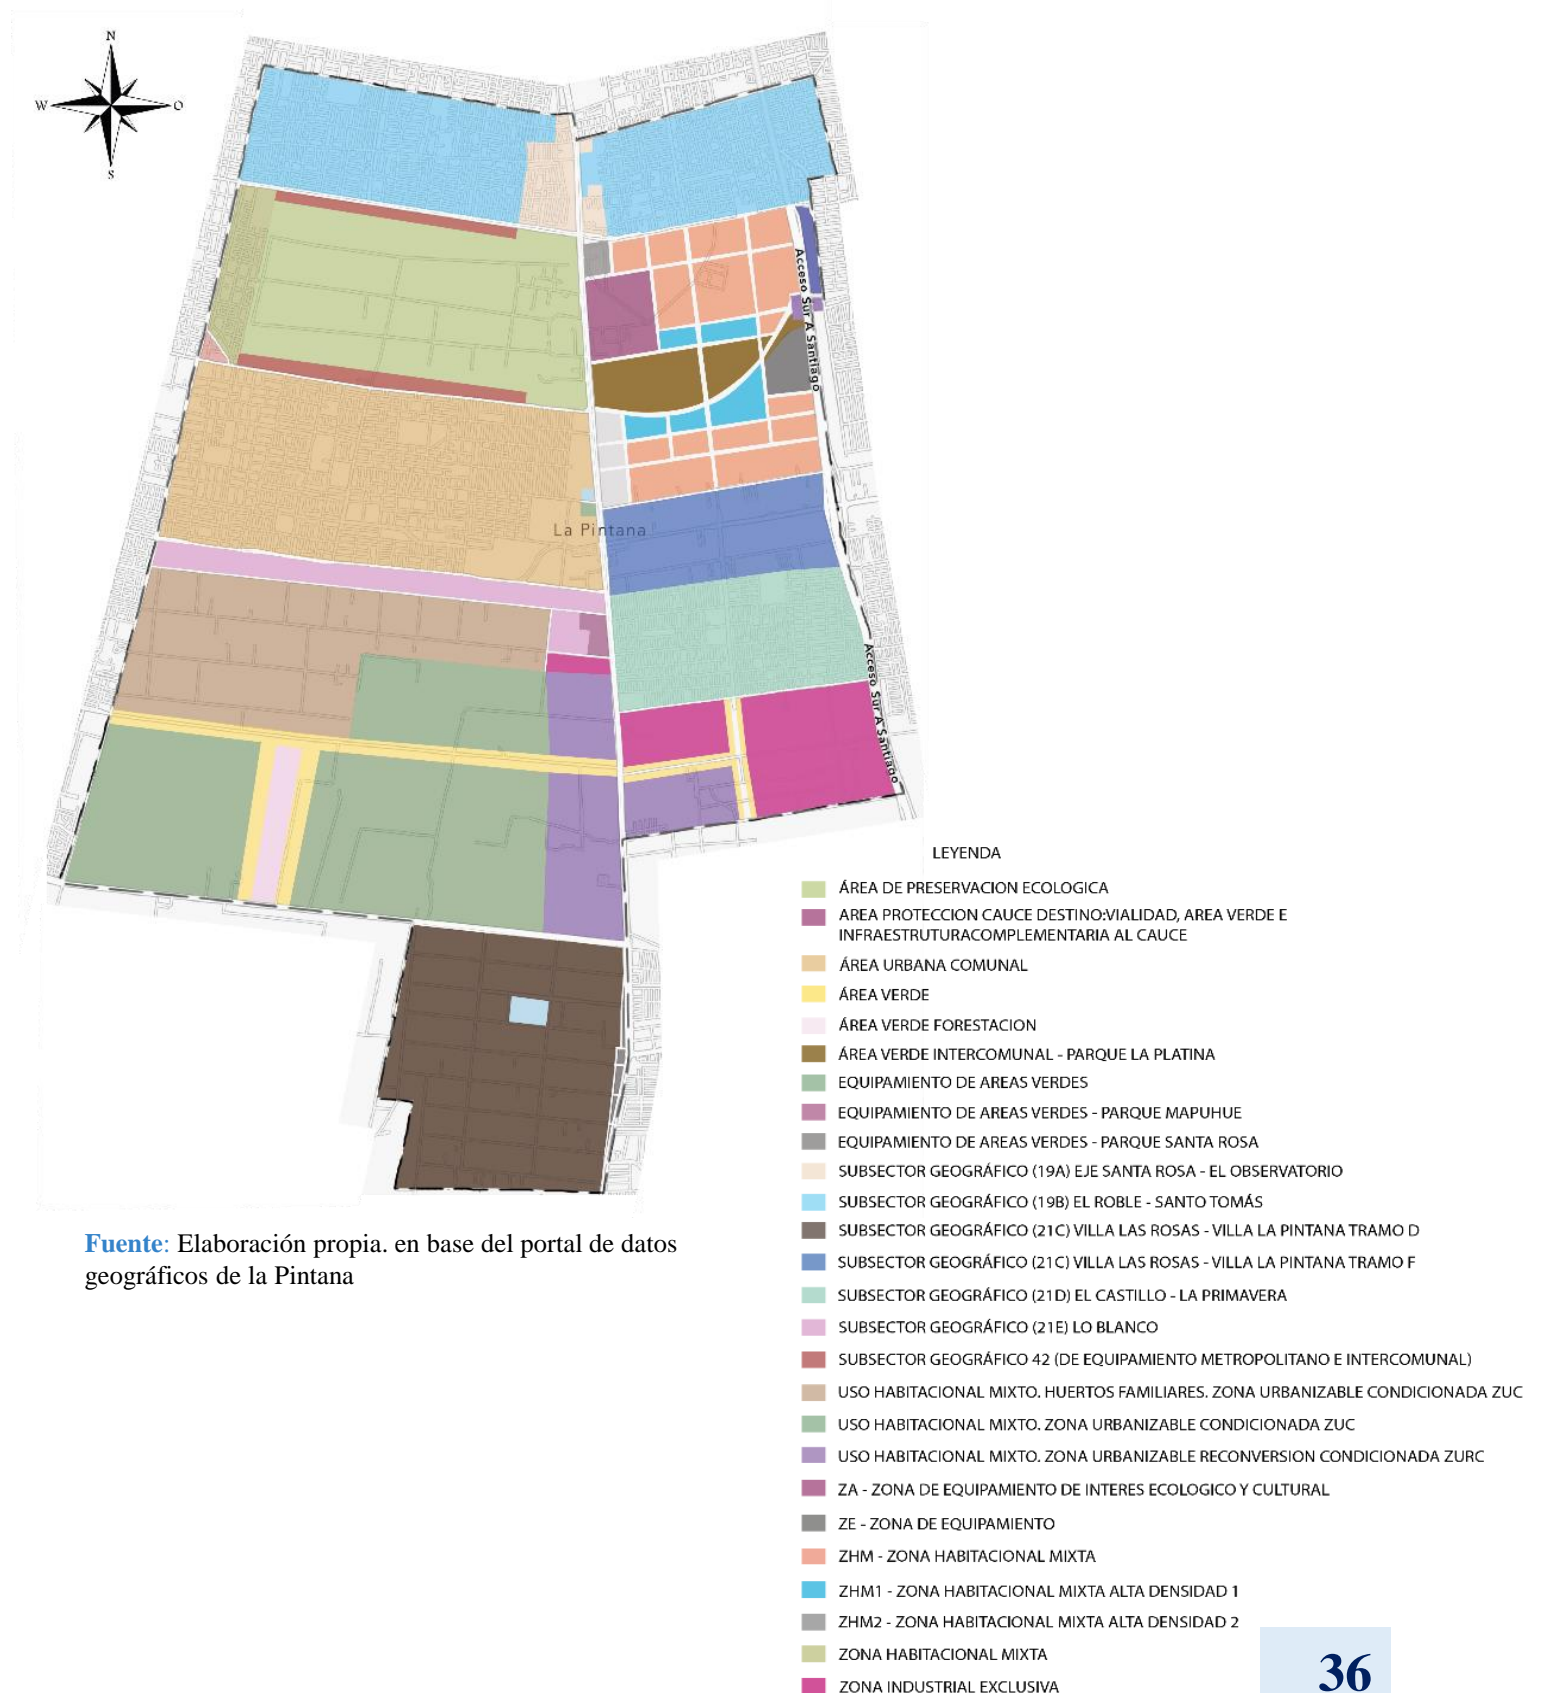 N
W
O
S
Acceso Sur A Santiago
La Pintana
Acceso Sur A Santiago
LEYENDA
ÁREA DE PRESERVACION ECOLOGICA
AREA PROTECCION CAUCE DESTINO:VIALIDAD, AREA VERDE E
INFRAESTRUTURACOMPLEMENTARIA AL CAUCE
ÁREA URBANA COMUNAL
ÁREA VERDE
ÁREA VERDE FORESTACION
ÁREA VERDE INTERCOMUNAL - PARQUE LA PLATINA
EQUIPAMIENTO DE AREAS VERDES
EQUIPAMIENTO DE AREAS VERDES - PARQUE MAPUHUE
EQUIPAMIENTO DE AREAS VERDES - PARQUE SANTA ROSA
SUBSECTOR GEOGRÁFICO (19A) EJE SANTA ROSA - EL OBSERVATORIO
SUBSECTOR GEOGRÁFICO (19B) EL ROBLE - SANTO TOMÁS
SUBSECTOR GEOGRÁFICO (21C) VILLA LAS ROSAS - VILLA LA PINTANA TRAMO D
SUBSECTOR GEOGRÁFICO (21C) VILLA LAS ROSAS - VILLA LA PINTANA TRAMO F
SUBSECTOR GEOGRÁFICO (21D) EL CASTILLO - LA PRIMAVERA
SUBSECTOR GEOGRÁFICO (21E) LO BLANCO
SUBSECTOR GEOGRÁFICO 42 (DE EQUIPAMIENTO METROPOLITANO E INTERCOMUNAL)
USO HABITACIONAL MIXTO. HUERTOS FAMILIARES. ZONA URBANIZABLE CONDICIONADA ZUC
USO HABITACIONAL MIXTO. ZONA URBANIZABLE CONDICIONADA ZUC
USO HABITACIONAL MIXTO. ZONA URBANIZABLE RECONVERSION CONDICIONADA ZURC
ZA - ZONA DE EQUIPAMIENTO DE INTERES ECOLOGICO Y CULTURAL
ZE - ZONA DE EQUIPAMIENTO
ZHM - ZONA HABITACIONAL MIXTA
ZHM1 - ZONA HABITACIONAL MIXTA ALTA DENSIDAD 1
ZHM2 - ZONA HABITACIONAL MIXTA ALTA DENSIDAD 2
ZONA HABITACIONAL MIXTA
ZONA INDUSTRIAL EXCLUSIVA
Fuente: Elaboración propia. en base del portal de datos
geográficos de la Pintana
36